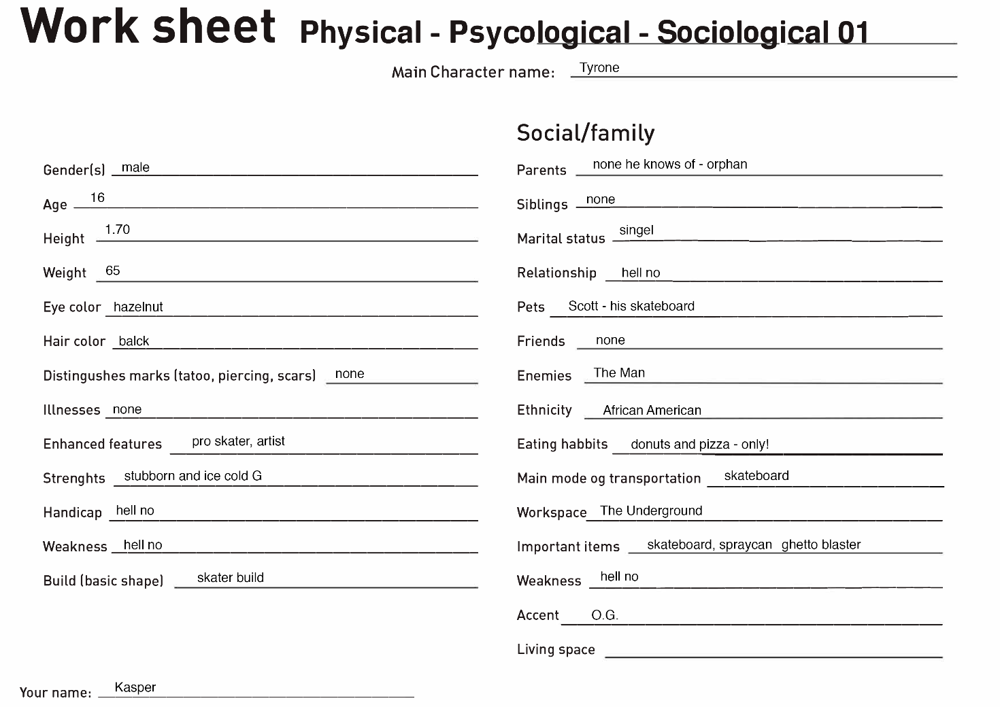 Work sheet Physical - Psycological - Sociological 01
Main Character name: Tyrone
Gender(s) male
Age 16
Height 1.70
Weight 65
Eye color hazelnut
Hair color balck
Distingushes marks (tatoo, piercing, scars) none
Illnesses none
Enhanced features pro skater, artist
Strenghts stubborn and ice cold G
Handicap hell no
Weakness hell no
Build (basic shape) skater build
Social/family
Parents none he knows of - orphan
Siblings none
Marital status singel
Relationship hell no
Pets Scott - his skateboard
Friends none
Enemies The Man
Ethnicity African American
Eating habbits donuts and pizza - only!
Main mode og transportation skateboard
Workspace The Underground
Important items skateboard, spraycan ghetto blaster
Weakness hell no
Accent O.G.
Living space
Your name: Kasper